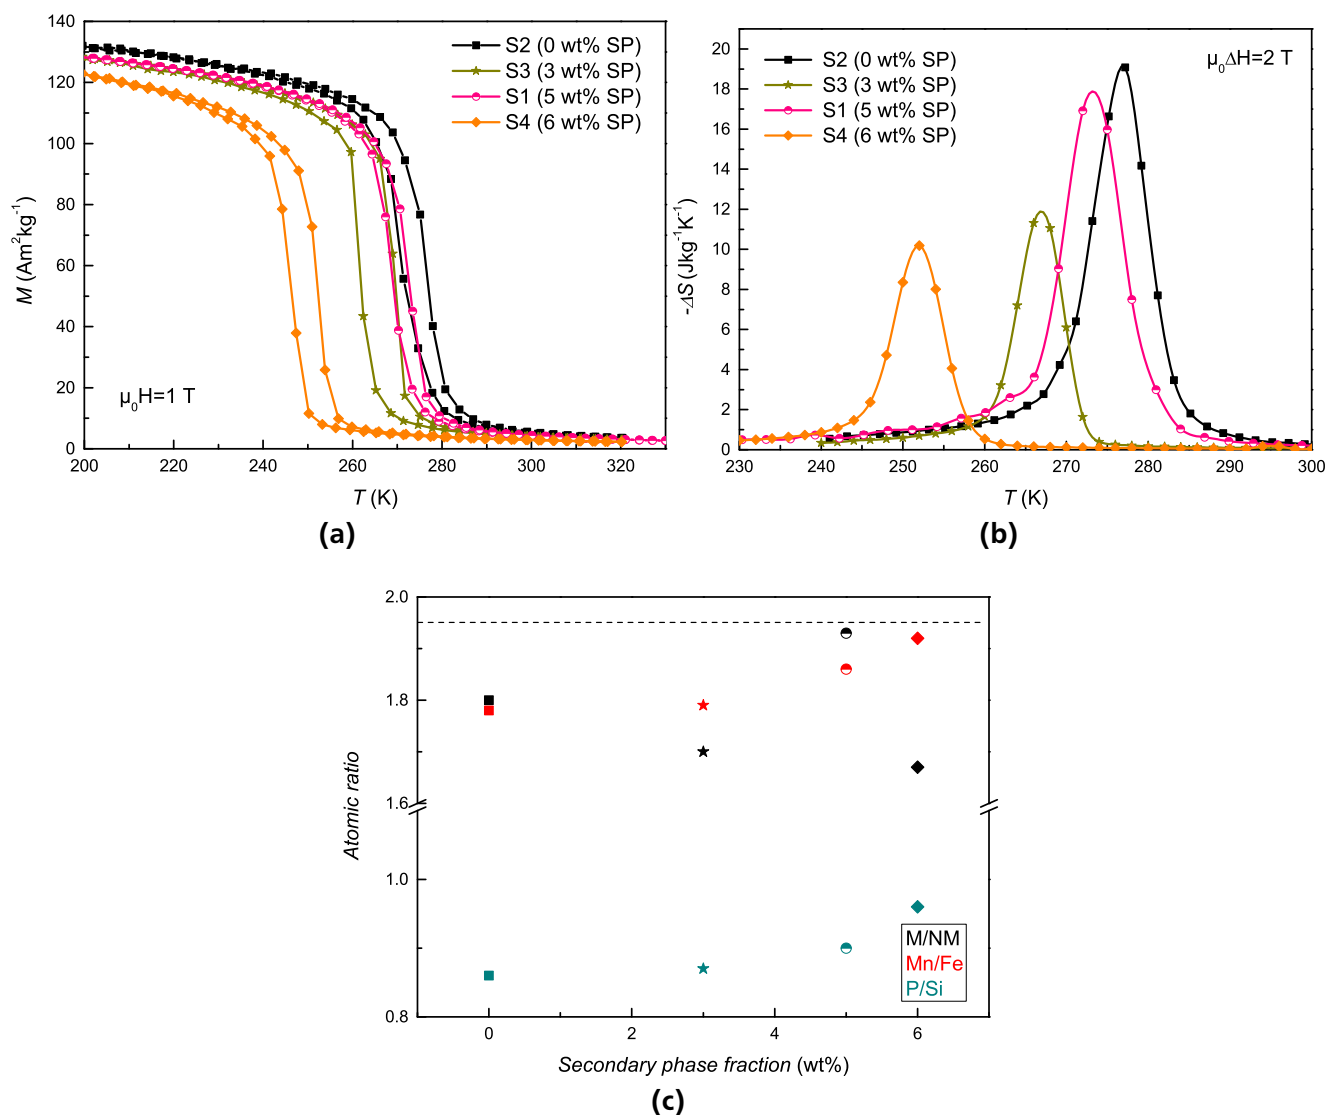 140
120
100
80
60
40
20
0
M (Am²kg⁻¹)
S2 (0 wt% SP)
S3 (3 wt% SP)
S1 (5 wt% SP)
S4 (6 wt% SP)
μ₀H=1 T
200 220 240 260 280 300 320
T (K)
(a)
20
18
16
14
12
10
8
6
4
2
0
-ΔS (Jkg⁻¹K⁻¹)
S2 (0 wt% SP)
S3 (3 wt% SP)
S1 (5 wt% SP)
S4 (6 wt% SP)
μ₀ΔH=2 T
230 240 250 260 270 280 290 300
T (K)
(b)
2.0
1.8
1.6
1.0
0.8
Atomic ratio
M/NM
Mn/Fe
P/Si
0 2 4 6
Secondary phase fraction (wt%)
(c)